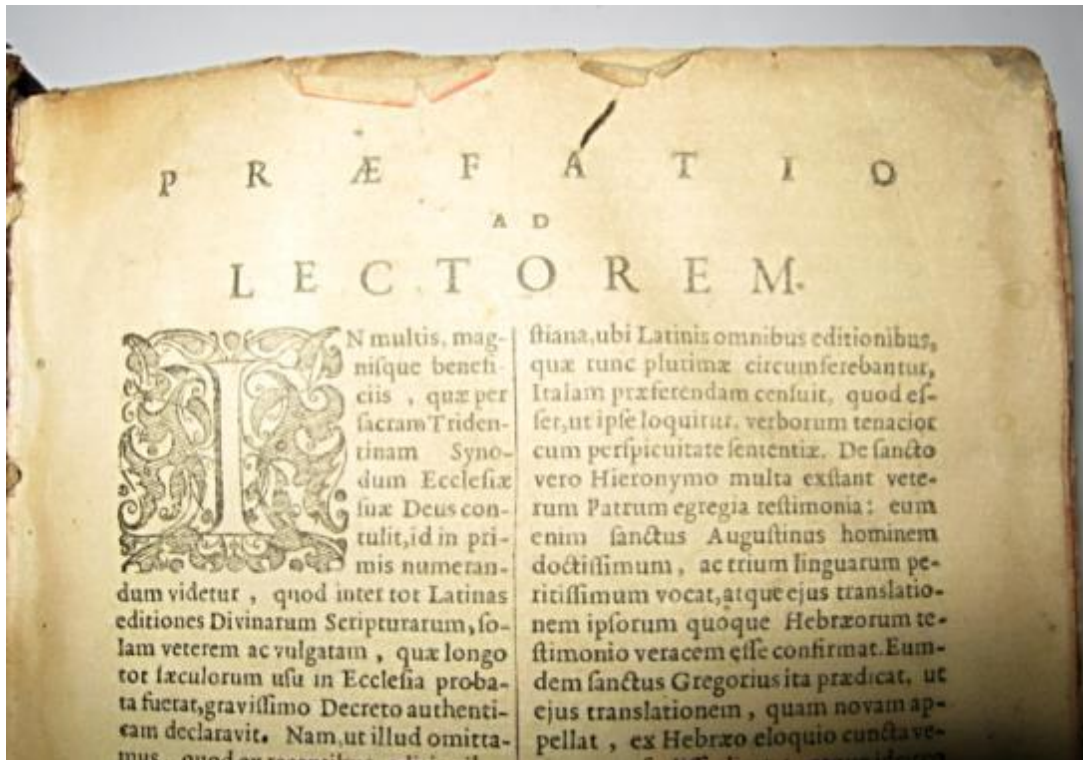 PRÆFATIO
AD
LECTOREM.
IN multis, mag-
niſque benefi-
ciis , quæ per
ſacram Triden-
tinam Syno-
dum Eccleſiæ
ſuæ Deus con-
tulit, id in pri-
mis numeran-
dum videtur , quod inter tot Latinas
editiones Divinarum Scripturarum, ſo-
lam veterem ac vulgatam , quæ longo
tot ſæculorum uſu in Eccleſia proba-
ta fuerat, graviſſimo Decreto authenti-
cam declaravit. Nam, ut illud omitta-
mus quod
ſtiana, ubi Latinis omnibus editionibus,
quæ tunc plurimæ circumferebantur,
Italam præferendam cenſuit, quod eſ-
ſet, ut ipſe loquitur, verborum tenacior
cum perſpicuitate ſententiæ. De ſancto
vero Hieronymo multa exſtant vete-
rum Patrum egregia teſtimonia: eum
enim ſanctus Auguſtinus hominem
doctiſſimum , ac trium linguarum pe-
ritiſſimum vocat, atque ejus translatio-
nem ipſorum quoque Hebræorum te-
ſtimonio veracem eſſe confirmat. Eum-
dem ſanctus Gregorius ita prædicat, ut
ejus translationem , quam novam ap-
pellat , ex Hebræo eloquio cuncta ve-